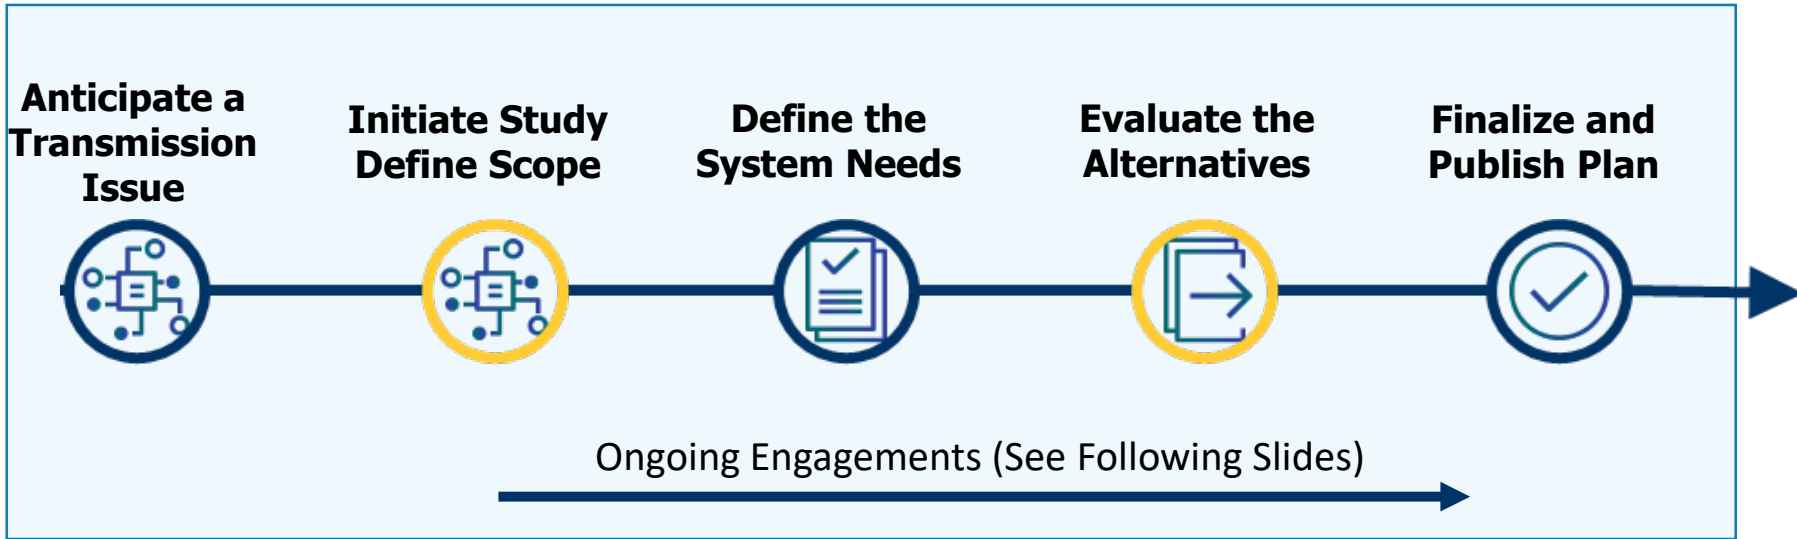 Anticipate a
Transmission
Issue
Initiate Study
Define Scope
Define the
System Needs
Evaluate the
Alternatives
Finalize and
Publish Plan
Ongoing Engagements (See Following Slides)